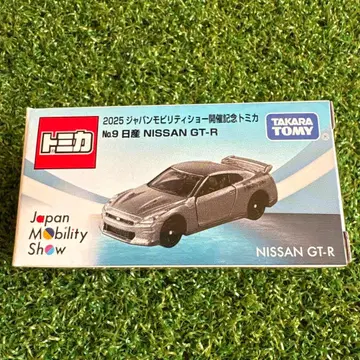 トミカ
2025 ジャパンモビリティショー開催記念トミカ
No.9 日産 NISSAN GT-R
TAKARA
TOMY
Japan
Mobility
Show
NISSAN GT-R